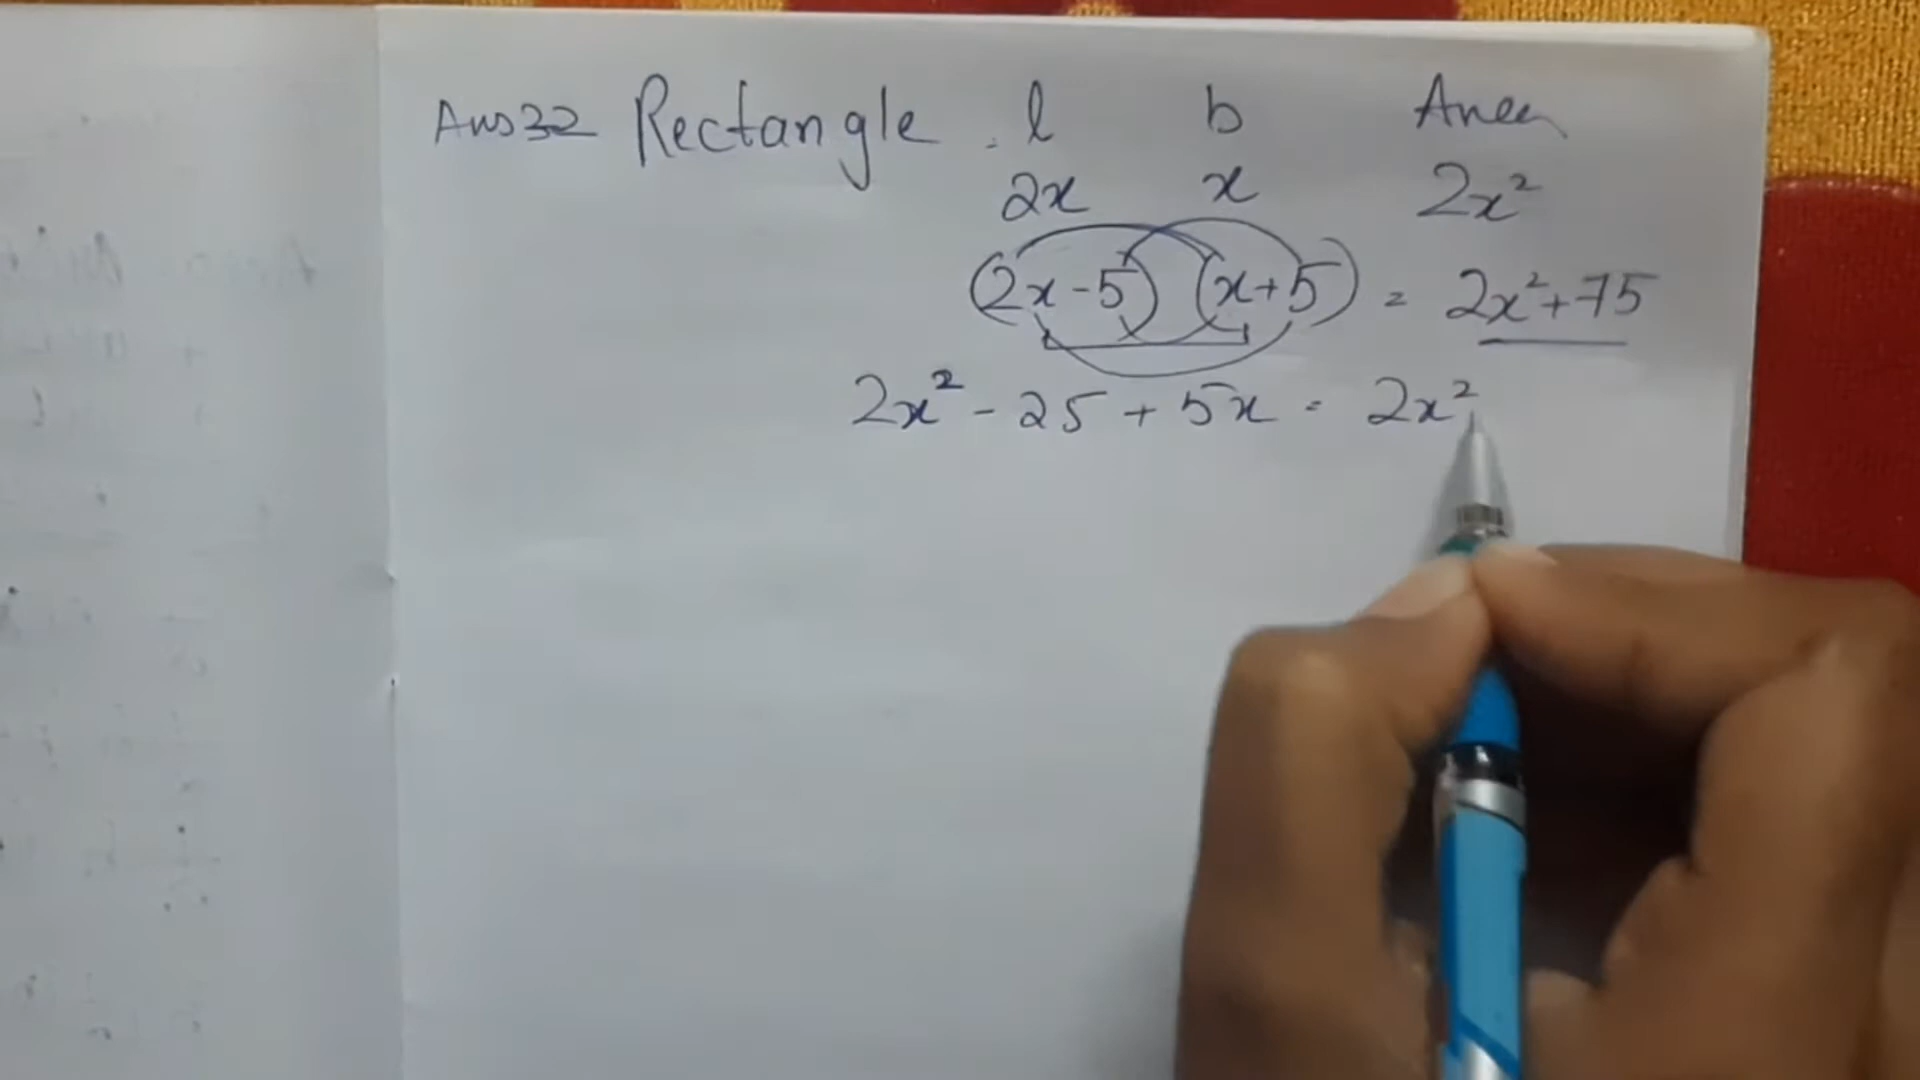 Ans32 Rectangle . l b Area
2x x 2x²
(2x-5) (x+5) = 2x²+75
2x² - 25 + 5x = 2x²